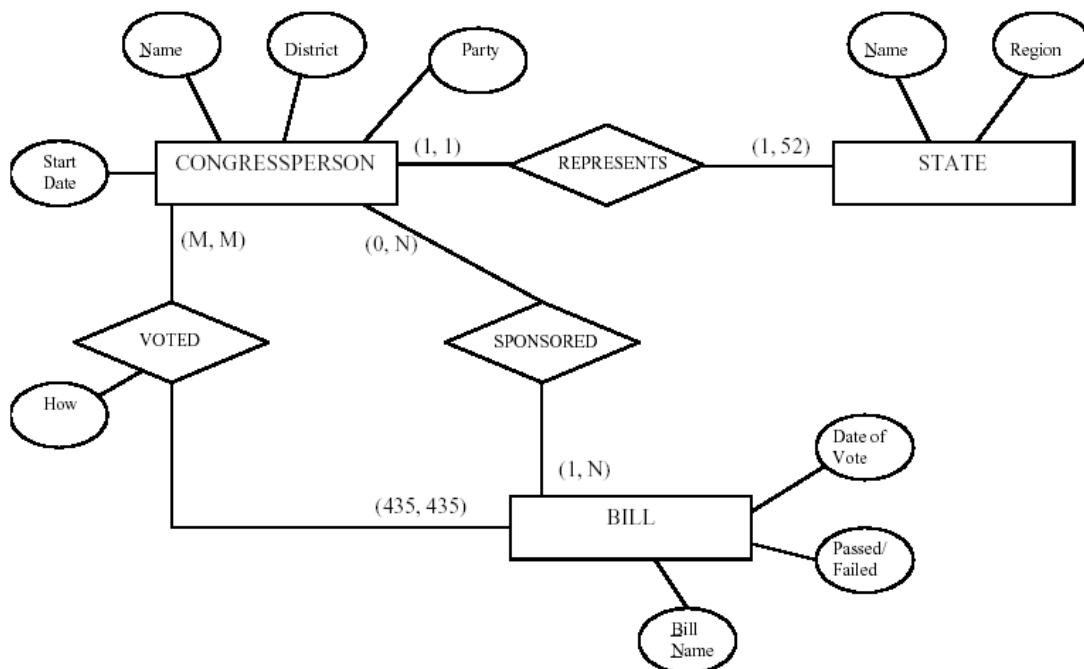 Name
District
Party
Name
Region
Start
Date
CONGRESSPERSON
(1, 1)
REPRESENTS
(1, 52)
STATE
(M, M)
(0, N)
VOTED
SPONSORED
How
Date of
Vote
(1, N)
(435, 435)
BILL
Passed/
Failed
Bill
Name